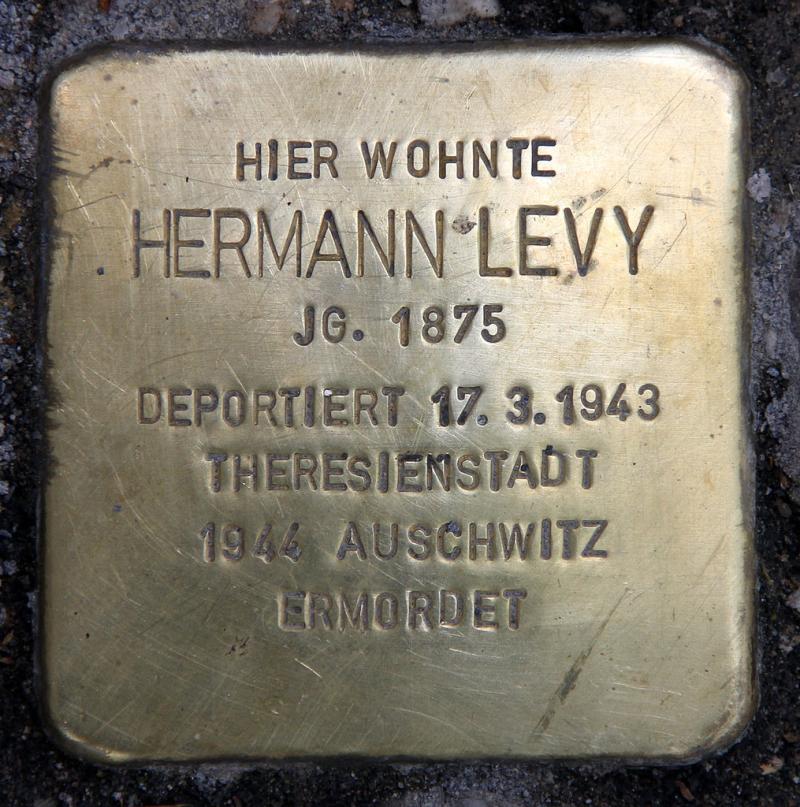 HIER WOHNTE
HERMANN LEVY
JG. 1875
DEPORTIERT 17. 3. 1943
THERESIENSTADT
1944 AUSCHWITZ
ERMORDET